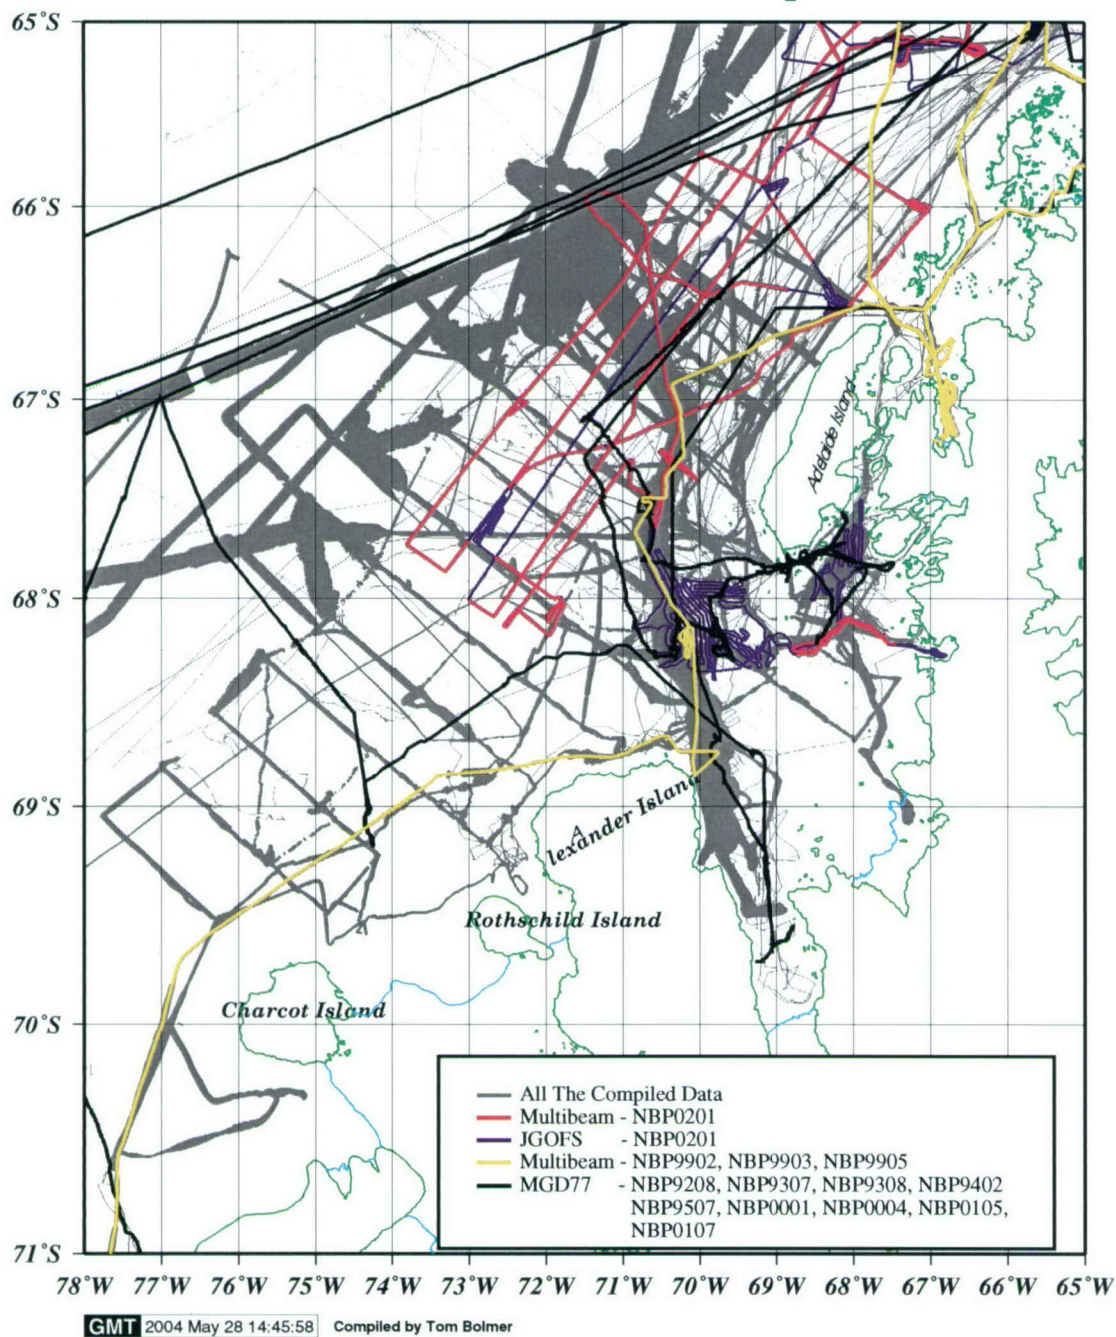 65°S
66°S
67°S
68°S
69°S
70°S
71°S
Adelaide Island
A
lexander Island
Rothschild Island
Charcot Island
All The Compiled Data
Multibeam - NBP0201
JGOFS - NBP0201
Multibeam - NBP9902, NBP9903, NBP9905
MGD77 - NBP9208, NBP9307, NBP9308, NBP9402
NBP9507, NBP0001, NBP0004, NBP0105,
NBP0107
78°W 77°W 76°W 75°W 74°W 73°W 72°W 71°W 70°W 69°W 68°W 67°W 66°W 65°W
GMT 2004 May 28 14:45:58 Compiled by Tom Bolmer